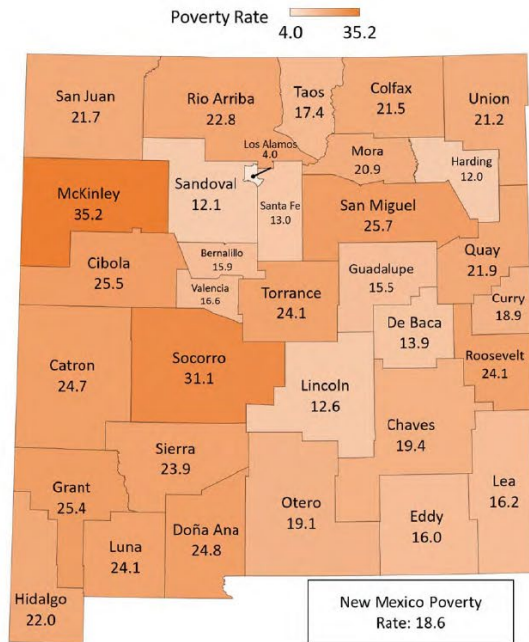 Poverty Rate
4.0 35.2
San Juan
21.7
Rio Arriba
22.8
Taos
17.4
Colfax
21.5
Union
21.2
Los Alamos
4.0
Mora
20.9
Harding
12.0
McKinley
35.2
Sandoval
12.1
Santa Fe
13.0
San Miguel
25.7
Quay
21.9
Cibola
25.5
Bernalillo
15.9
Valencia
16.6
Torrance
24.1
Guadalupe
15.5
Curry
18.9
De Baca
13.9
Roosevelt
24.1
Catron
24.7
Socorro
31.1
Lincoln
12.6
Chaves
19.4
Sierra
23.9
Grant
25.4
Luna
24.1
Doña Ana
24.8
Otero
19.1
Eddy
16.0
Lea
16.2
Hidalgo
22.0
New Mexico Poverty
Rate: 18.6